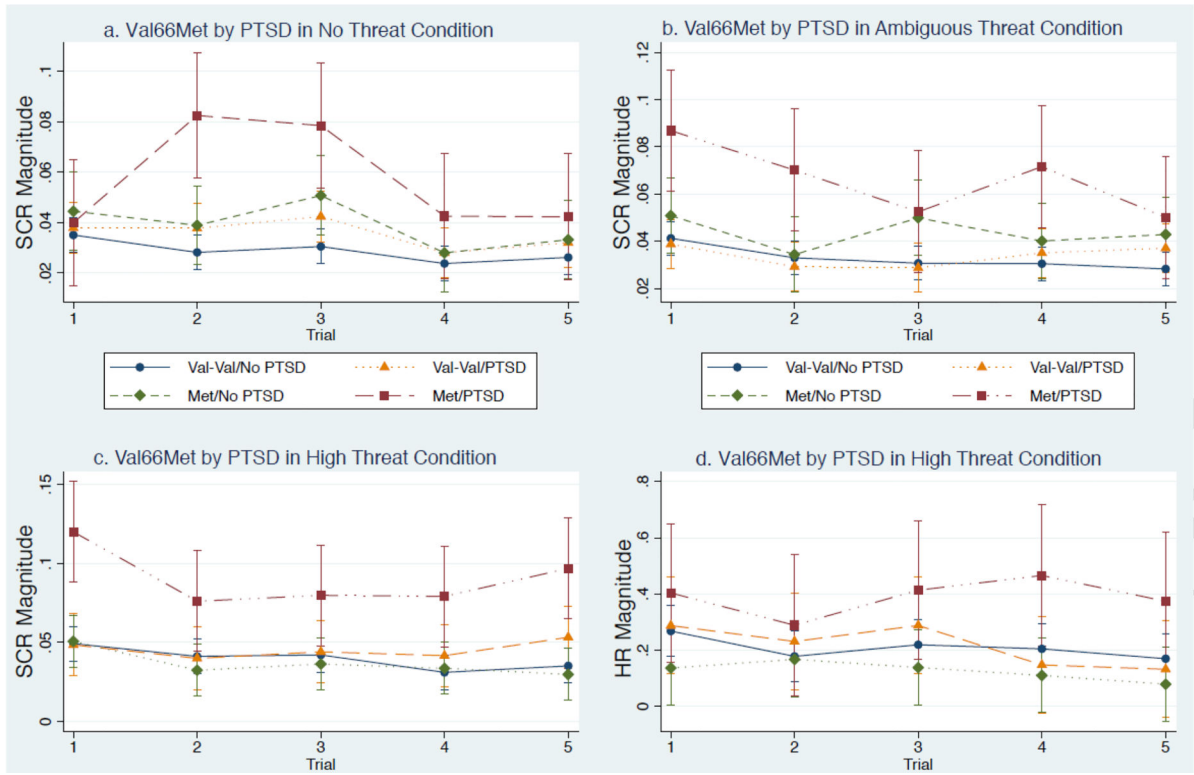 a. Val66Met by PTSD in No Threat Condition
SCR Magnitude
.1
.08
.06
.04
.02
1 2 3 4 5
Trial
Val-Val/No PTSD Val-Val/PTSD
Met/No PTSD Met/PTSD
b. Val66Met by PTSD in Ambiguous Threat Condition
SCR Magnitude
.12
.1
.08
.06
.04
.02
1 2 3 4 5
Trial
Val-Val/No PTSD Val-Val/PTSD
Met/No PTSD Met/PTSD
c. Val66Met by PTSD in High Threat Condition
SCR Magnitude
.15
.1
.05
0
1 2 3 4 5
Trial
d. Val66Met by PTSD in High Threat Condition
HR Magnitude
.8
.6
.4
.2
0
1 2 3 4 5
Trial